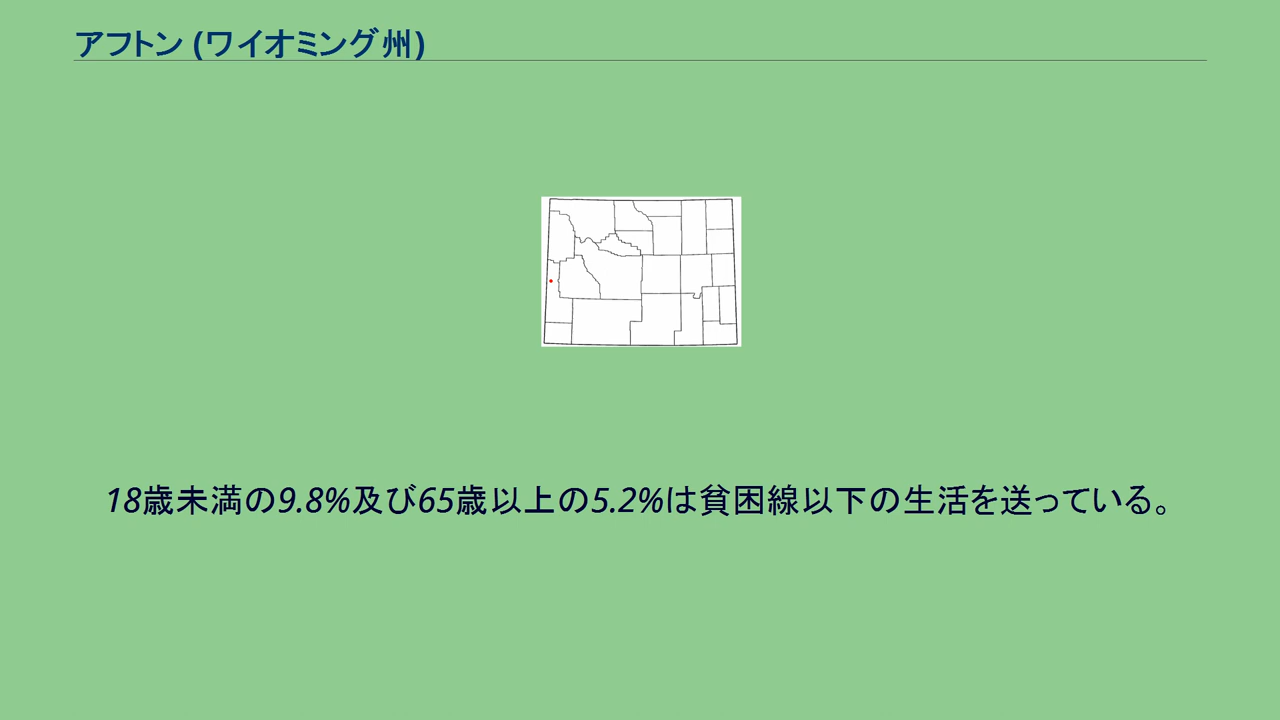 アフトン (ワイオミング州)
18歳未満の9.8%及び65歳以上の5.2%は貧困線以下の生活を送っている。